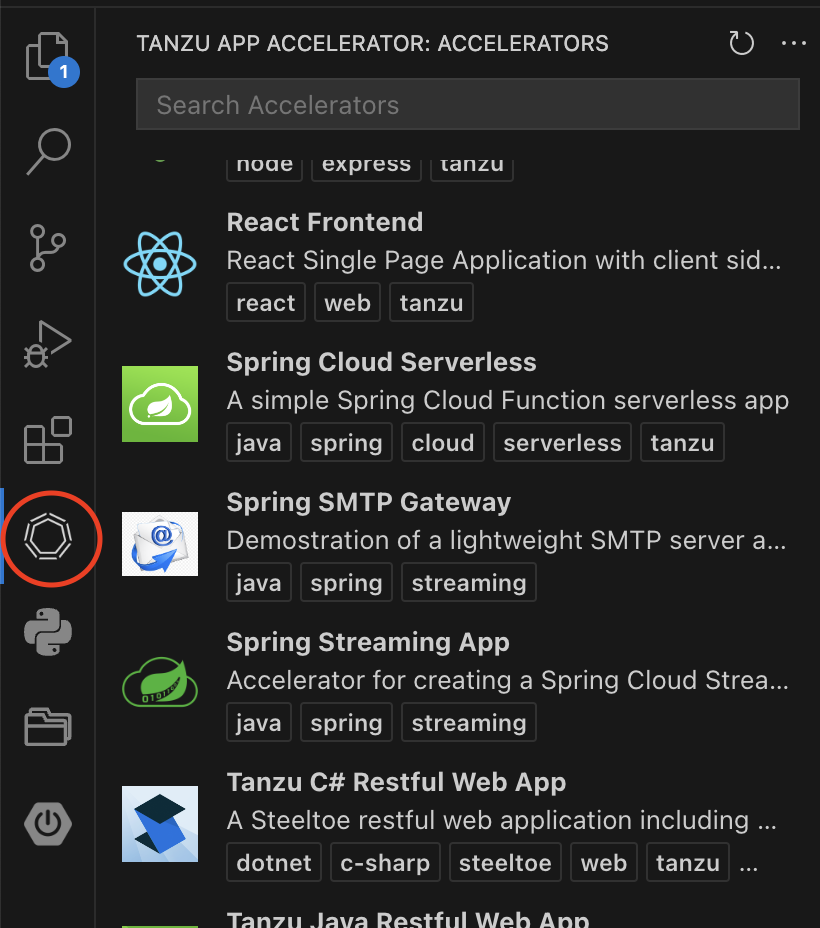 1
TANZU APP ACCELERATOR: ACCELERATORS
Search Accelerators
node express tanzu
React Frontend
React Single Page Application with client sid...
react web tanzu
Spring Cloud Serverless
A simple Spring Cloud Function serverless app
java spring cloud serverless tanzu
Spring SMTP Gateway
@
Demostration of a lightweight SMTP server a...
java spring streaming
Spring Streaming App
Accelerator for creating a Spring Cloud Strea...
java spring streaming
Tanzu C# Restful Web App
A Steeltoe restful web application including ...
dotnet c-sharp steeltoe web tanzu ...
Tanzu Java Restful Web App